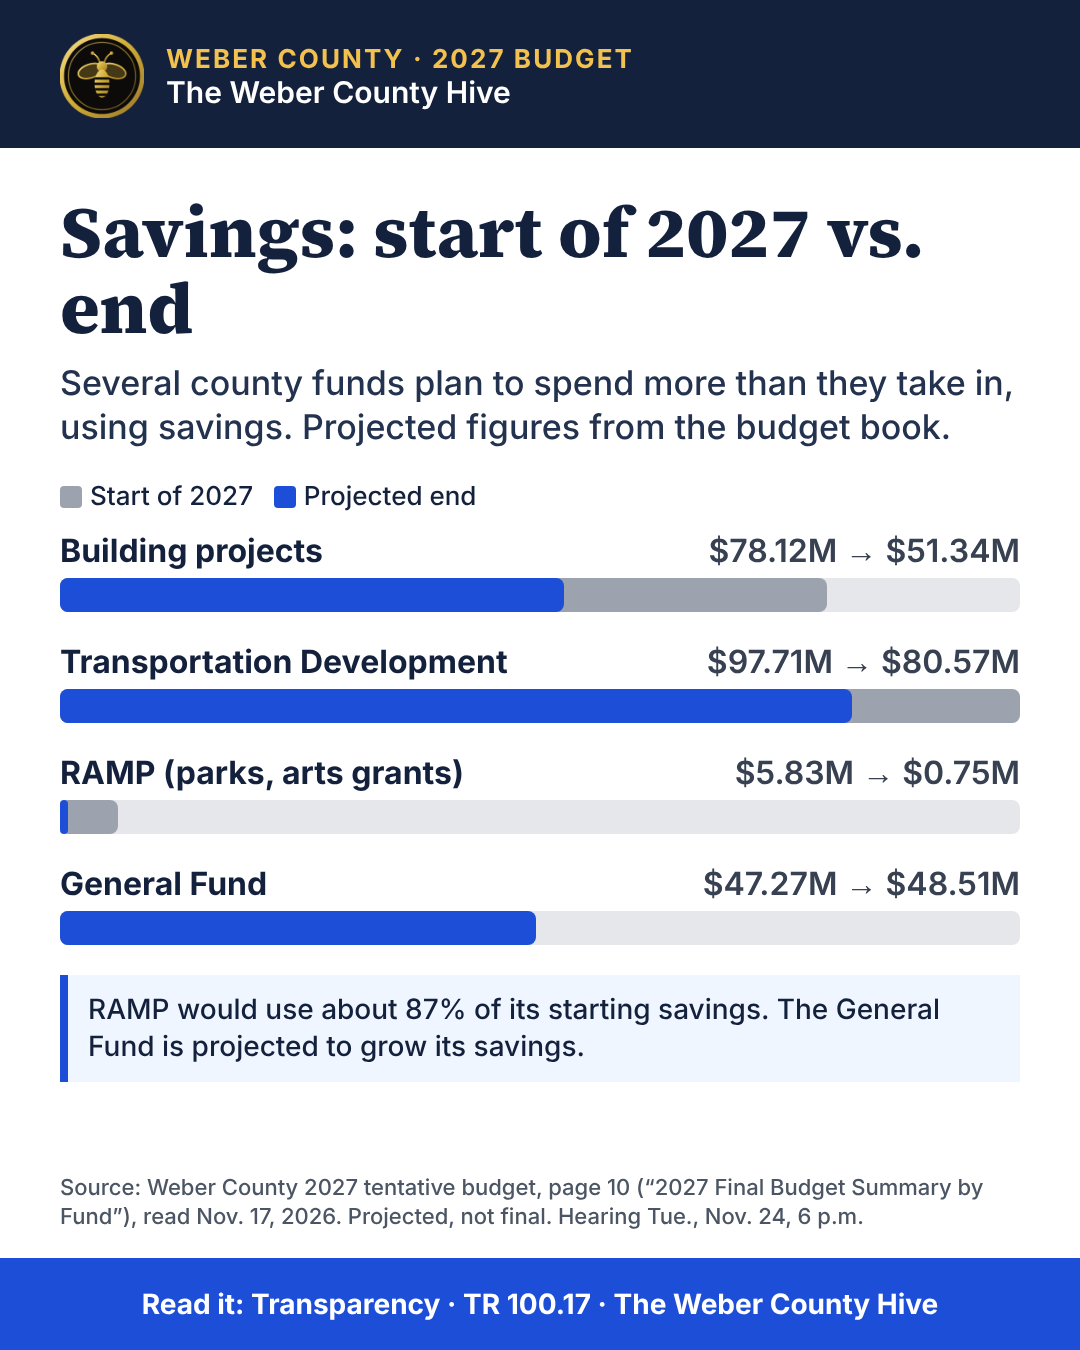 WEBER COUNTY · 2027 BUDGET
The Weber County Hive
Savings: start of 2027 vs.
end
Several county funds plan to spend more than they take in,
using savings. Projected figures from the budget book.
Start of 2027 Projected end
Building projects $78.12M → $51.34M
Transportation Development $97.71M → $80.57M
RAMP (parks, arts grants) $5.83M → $0.75M
General Fund $47.27M → $48.51M
RAMP would use about 87% of its starting savings. The General
Fund is projected to grow its savings.
Source: Weber County 2027 tentative budget, page 10 (“2027 Final Budget Summary by
Fund”), read Nov. 17, 2026. Projected, not final. Hearing Tue., Nov. 24, 6 p.m.
Read it: Transparency · TR 100.17 · The Weber County Hive